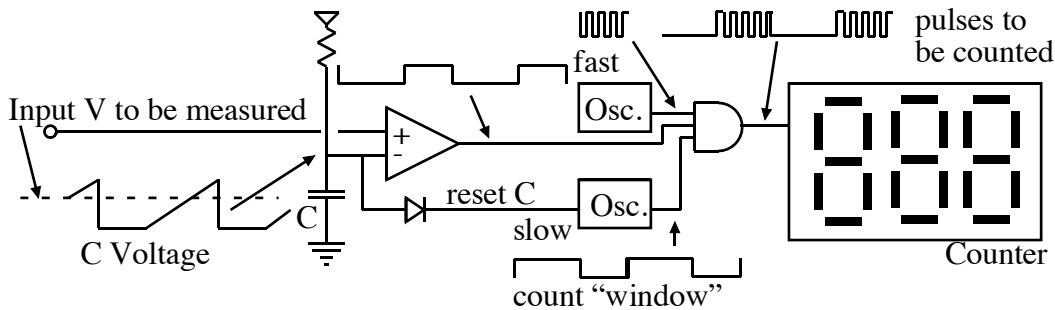 pulses to
be counted
fast
Input V to be measured
Osc.
+
-
reset C
Osc.
C
slow
C Voltage
Counter
count “window”